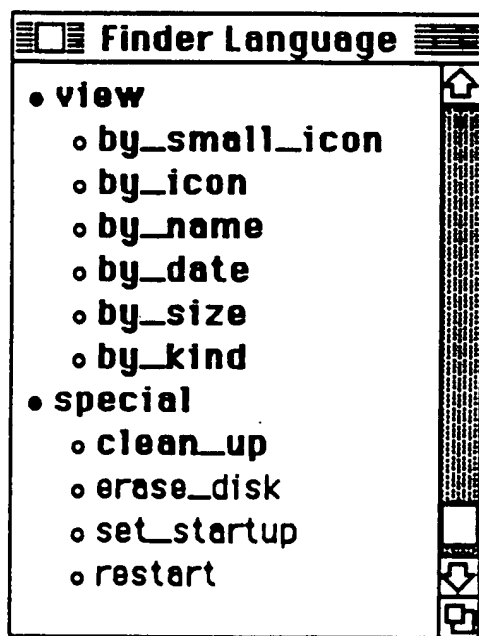 Finder Language
• view
◦ by_small_icon
◦ by_icon
◦ by_name
◦ by_date
◦ by_size
◦ by_kind
• special
◦ clean_up
◦ erase_disk
◦ set_startup
◦ restart